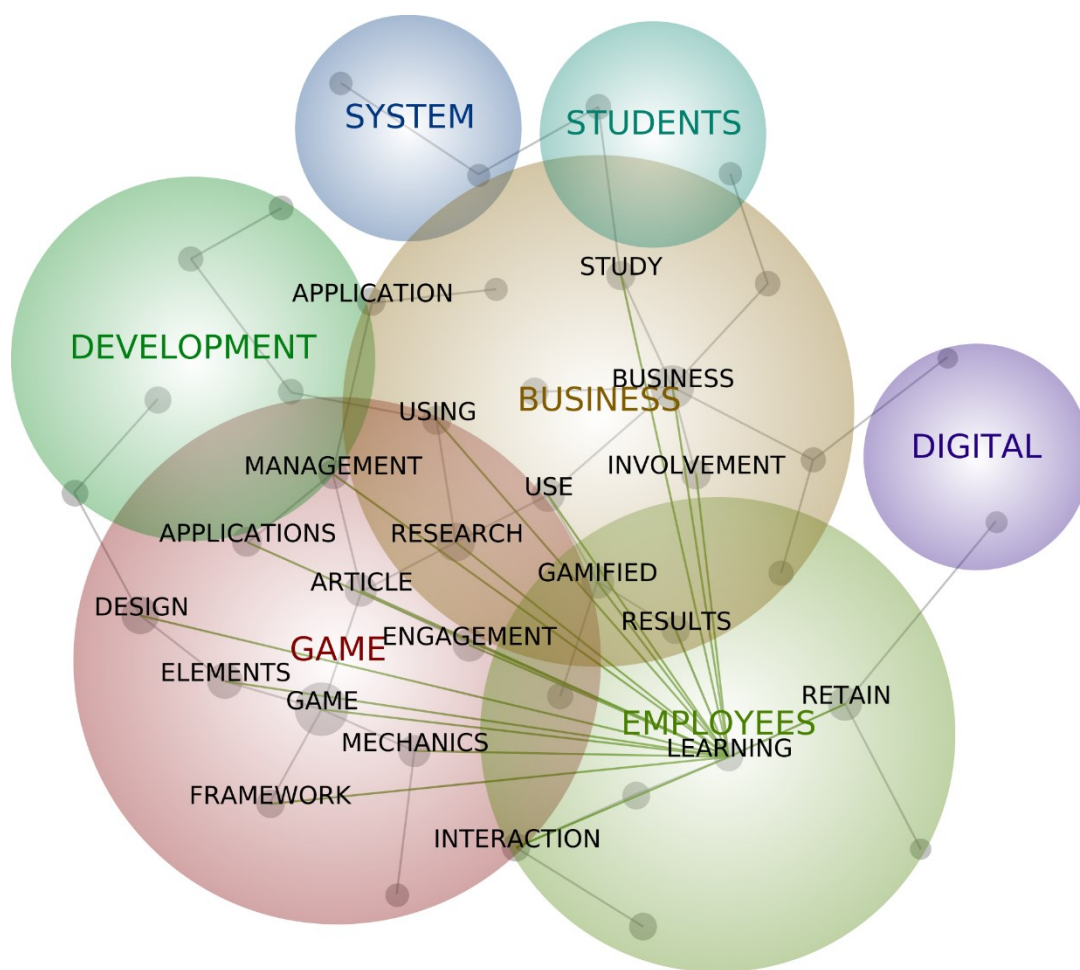 SYSTEM
STUDENTS
STUDY
APPLICATION
DEVELOPMENT
BUSINESS
BUSINESS
USING
DIGITAL
MANAGEMENT
INVOLVEMENT
USE
APPLICATIONS
RESEARCH
ARTICLE
GAMIFIED
DESIGN
RESULTS
ENGAGEMENT
GAME
ELEMENTS
GAME
RETAIN
EMPLOYEES
MECHANICS
LEARNING
FRAMEWORK
INTERACTION